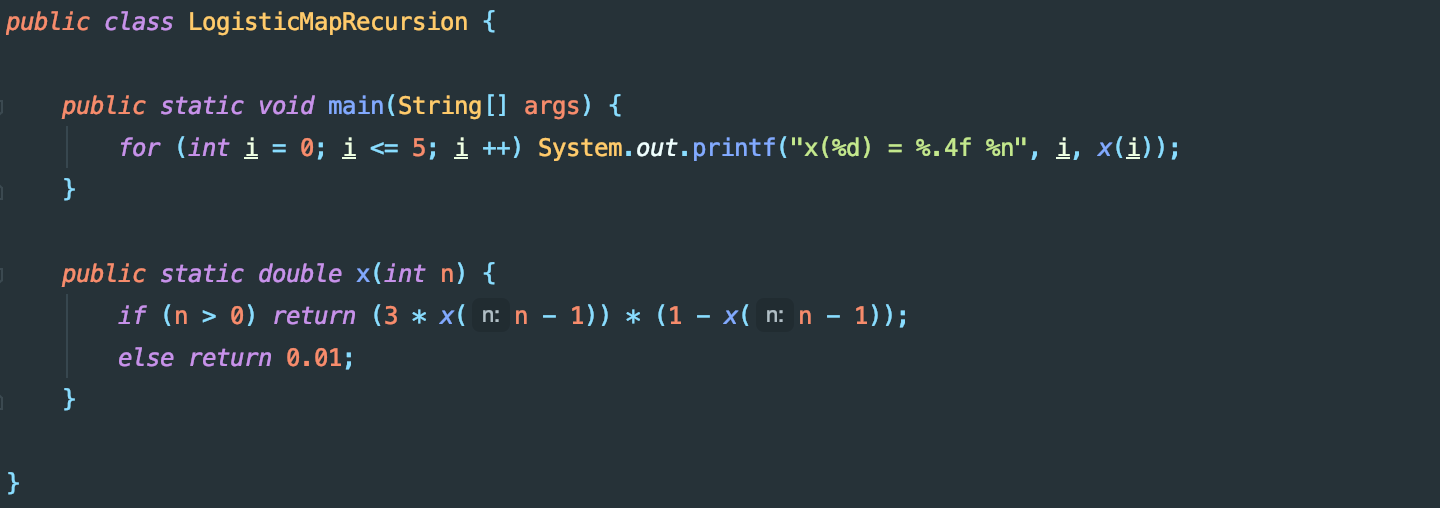 public class LogisticMapRecursion {
public static void main(String[] args) {
for (int i = 0; i <= 5; i ++) System.out.printf("x(%d) = %.4f %n", i, x(i));
}
public static double x(int n) {
if (n > 0) return (3 * x( n: n - 1)) * (1 - x( n: n - 1));
else return 0.01;
}
}